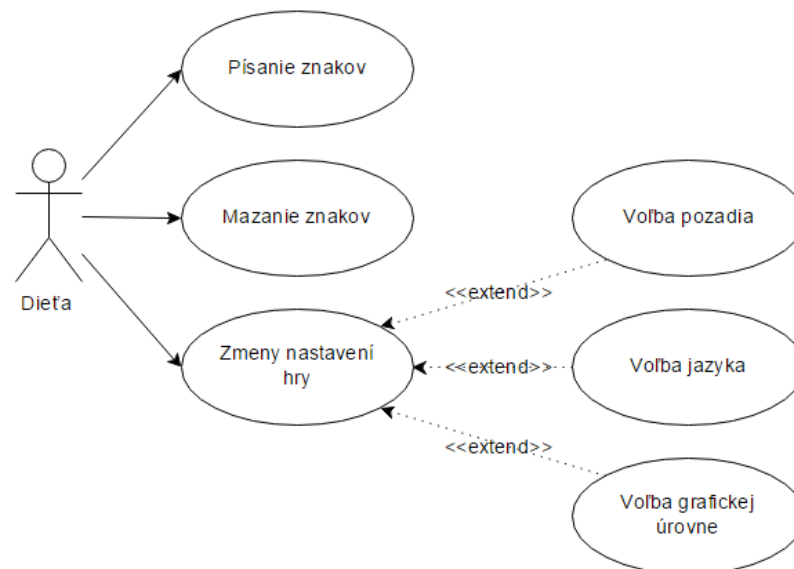 Písanie znakov
Mazanie znakov
Voľba pozadia
Dieťa
<<extend>>
Zmeny nastavení
hry
<<extend>>
Voľba jazyka
<<extend>>
Voľba grafickej
úrovne